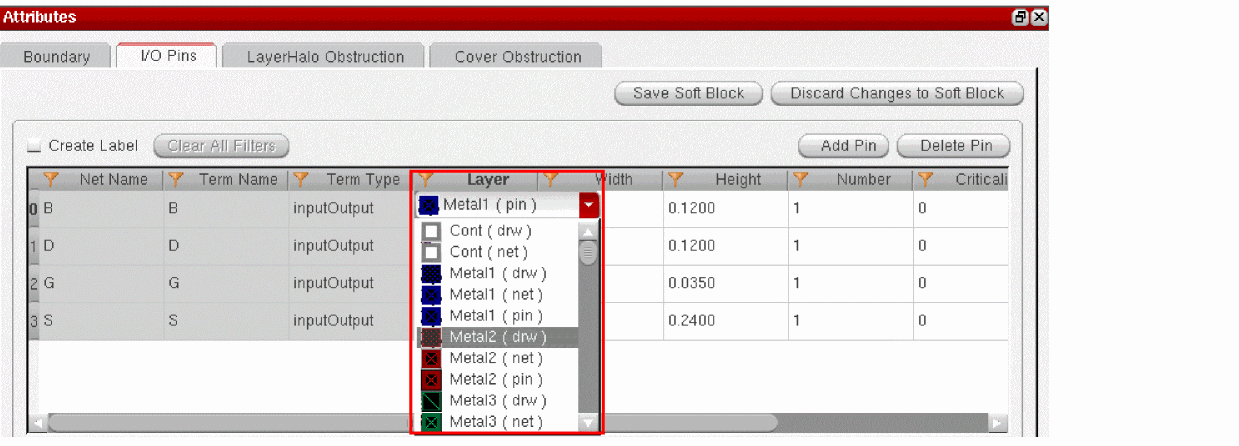 Attributes
Boundary I/O Pins LayerHalo Obstruction Cover Obstruction
Save Soft Block Discard Changes to Soft Block
Create Label Clear All Filters Add Pin Delete Pin
Net Name Term Name Term Type Layer Width Height Number Criticali
0 B B inputOutput Metal1 ( pin ) 0.1200 1 0
Cont ( drw )
1 D D inputOutput Cont ( net ) 0.1200 1 0
Metal1 ( drw )
2 G G inputOutput Metal1 ( net ) 0.0350 1 0
Metal1 ( pin )
3 S S inputOutput 0.2400 1 0
Metal2 ( drw )
Metal2 ( net )
Metal2 ( pin )
Metal3 ( drw )
Metal3 ( net )